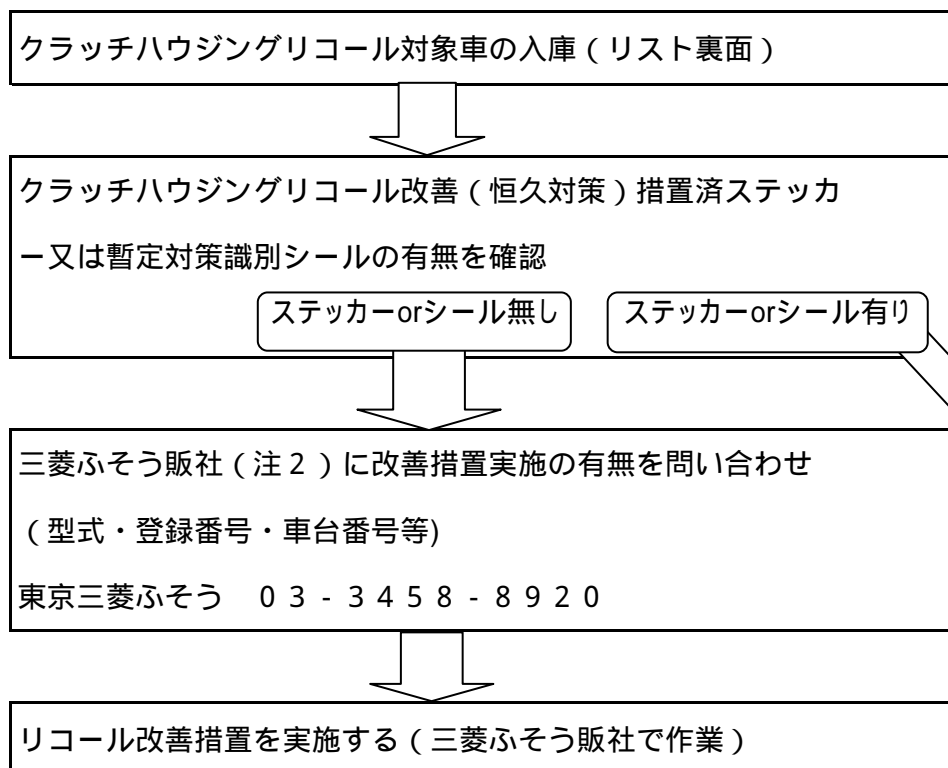 クラッチハウジングリコール対象車の入庫（リスト裏面）
クラッチハウジングリコール改善（恒久対策）措置済ステッカ
ー又は暫定対策識別シールの有無を確認
ステッカーorシール無し
ステッカーorシール有り
三菱ふそう販社（注２）に改善措置実施の有無を問い合わせ
（型式・登録番号・車台番号等)
東京三菱ふそう　０３-３４５８-８９２０
リコール改善措置を実施する（三菱ふそう販社で作業）